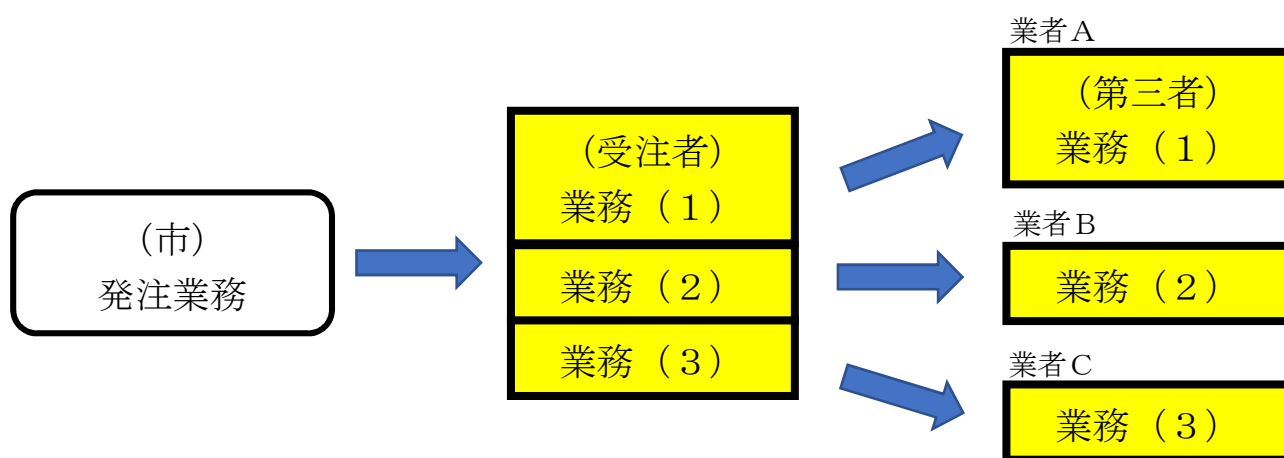 (市)
発注業務
(受注者)
業務（１）
業務（２）
業務（３）
業者Ａ
(第三者)
業務（１）
業者Ｂ
業務（２）
業者Ｃ
業務（３）